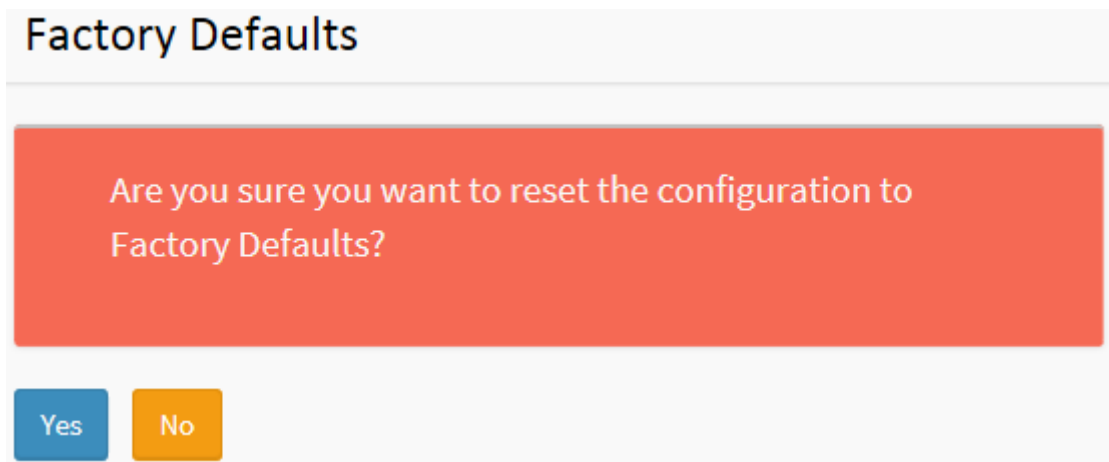 Factory Defaults
Are you sure you want to reset the configuration to
Factory Defaults?
Yes No